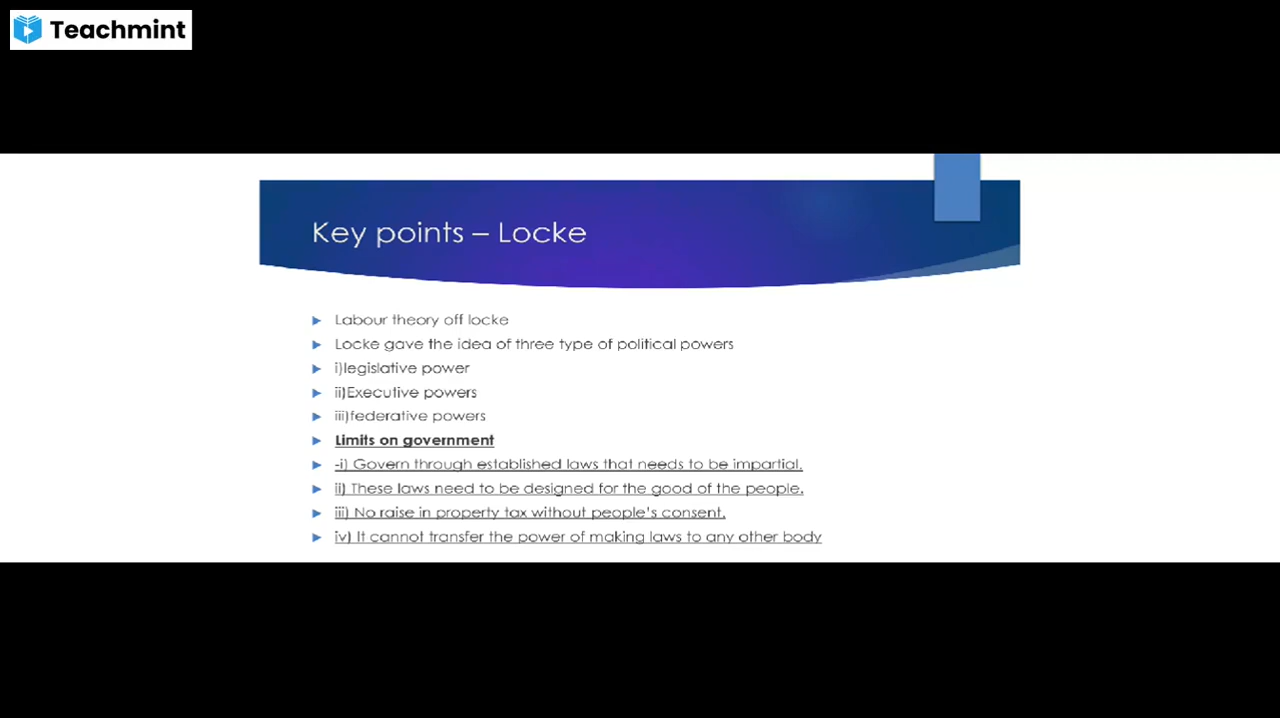 Teachmint
Key points – Locke
Labour theory off locke
Locke gave the idea of three type of political powers
i)legislative power
ii)Executive powers
iii)federative powers
Limits on government
-i) Govern through established laws that needs to be impartial.
ii) These laws need to be designed for the good of the people.
iii) No raise in property tax without people's consent.
iv) It cannot transfer the power of making laws to any other body